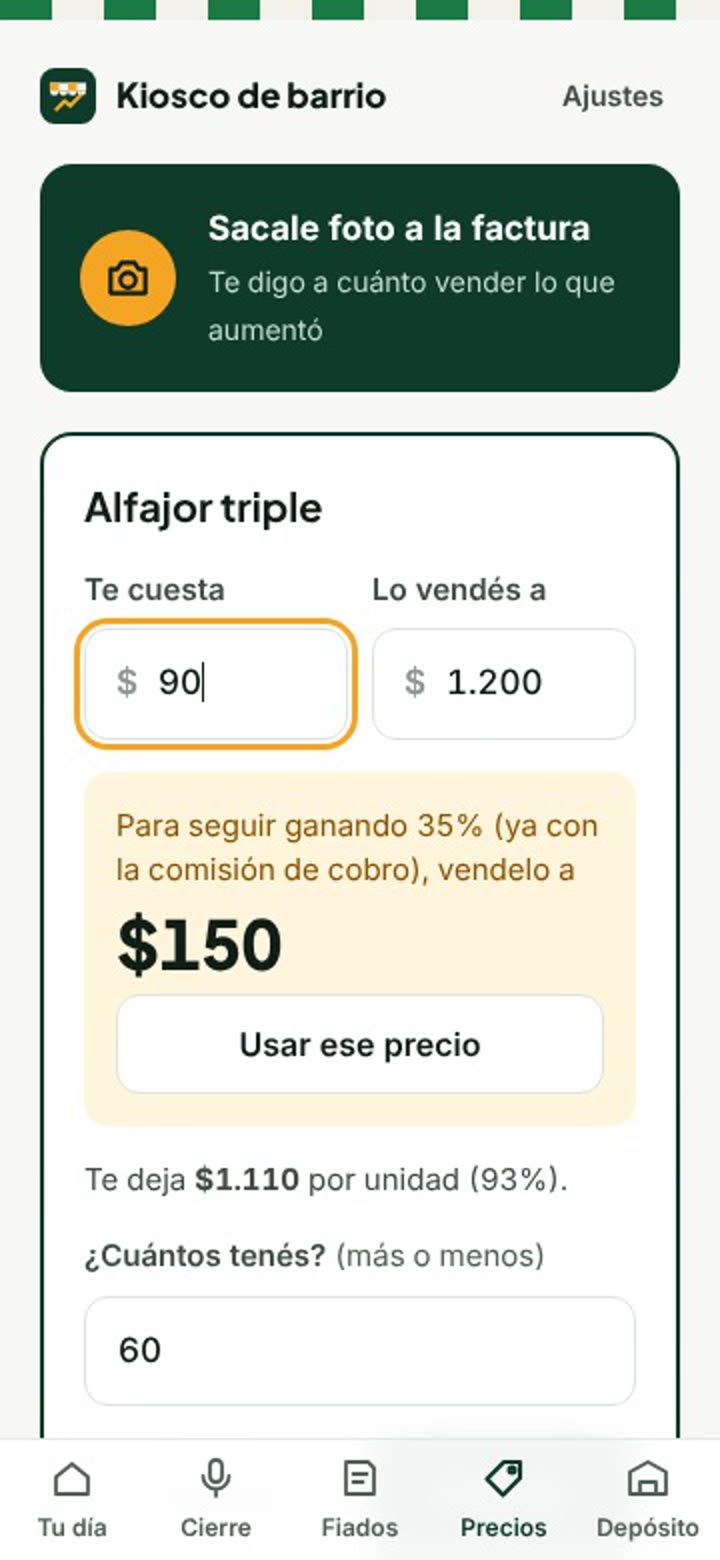 Kiosco de barrio
Ajustes
Sacale foto a la factura
Te digo a cuánto vender lo que
aumentó
Alfajor triple
Te cuesta
Lo vendés a
$ 90
$ 1.200
Para seguir ganando 35% (ya con
la comisión de cobro), vendelo a
$150
Usar ese precio
Te deja $1.110 por unidad (93%).
¿Cuántos tenés? (más o menos)
60
Tu día
Cierre
Fiados
Precios
Depósito